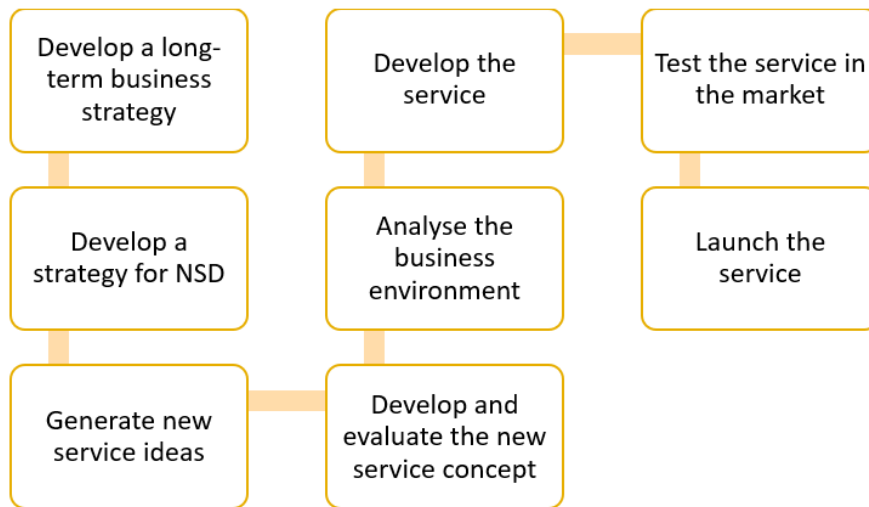 Develop a long-
term business
strategy
Develop a
strategy for NSD
Generate new
service ideas
Develop and
evaluate the new
service concept
Analyse the
business
environment
Develop the
service
Test the service in
the market
Launch the
service